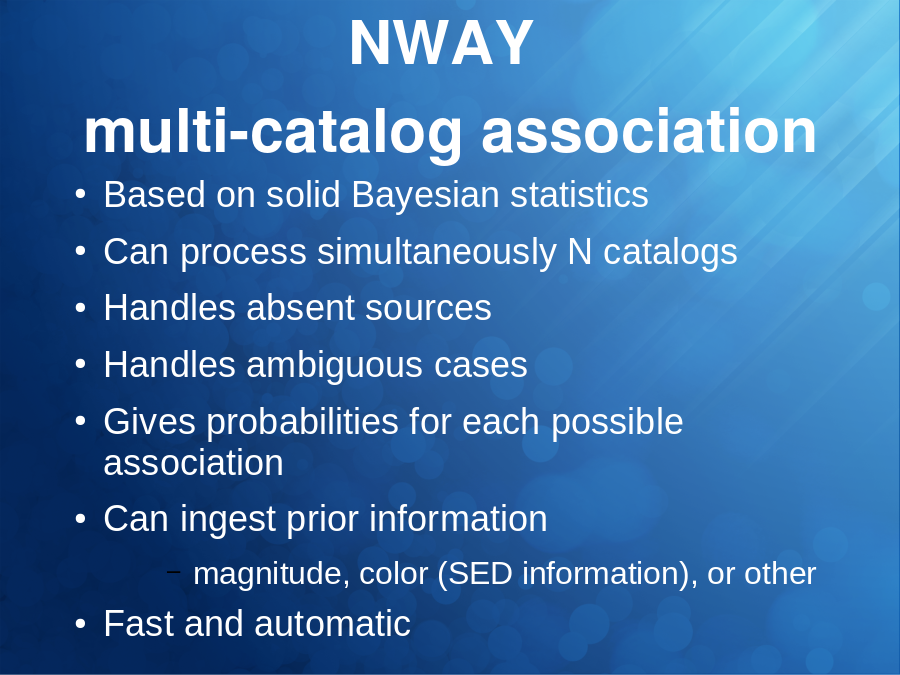 NWAY
multi-catalog association
• Based on solid Bayesian statistics
• Can process simultaneously N catalogs
• Handles absent sources
• Handles ambiguous cases
• Gives probabilities for each possible
association
• Can ingest prior information
– magnitude, color (SED information), or other
• Fast and automatic